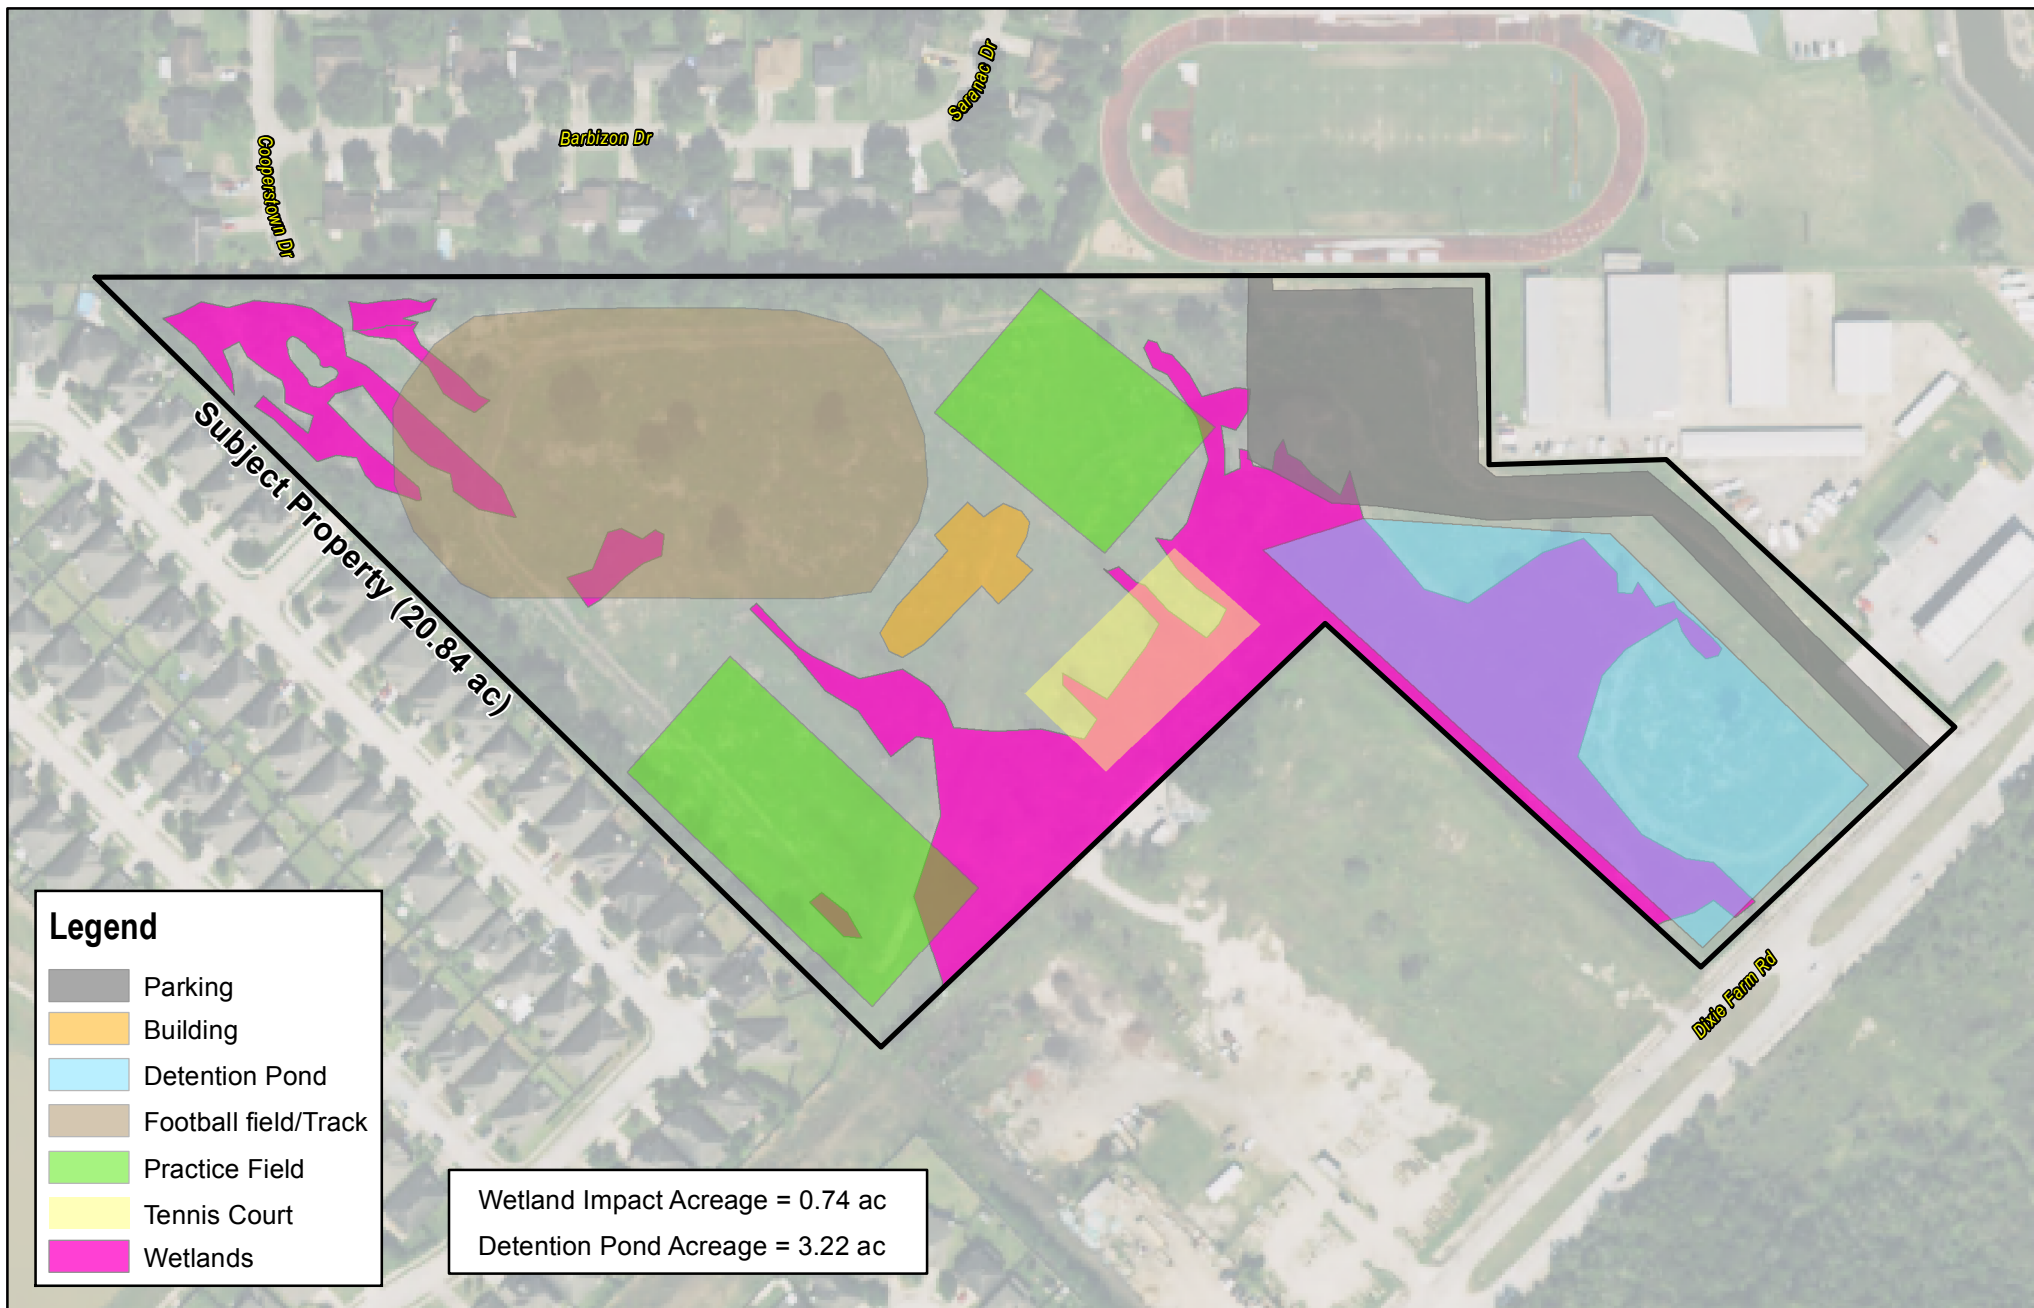 Saranac Dr
Barbizon Dr
Cooperstown Dr
Subject Property (20.84 ac)
Dixie Farm Rd
Legend
Parking
Building
Detention Pond
Football field/Track
Practice Field
Tennis Court
Wetlands
Wetland Impact Acreage = 0.74 ac
Detention Pond Acreage = 3.22 ac